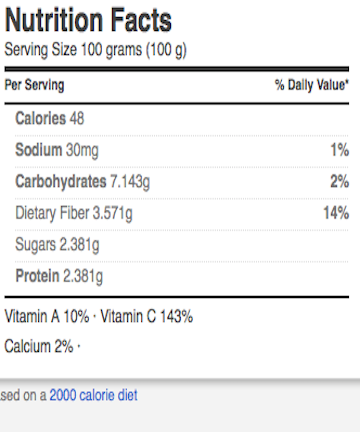 Nutrition Facts
Serving Size 100 grams (100 g)
Per Serving % Daily Value*
Calories 48
Sodium 30mg 1%
Carbohydrates 7.143g 2%
Dietary Fiber 3.571g 14%
Sugars 2.381g
Protein 2.381g
Vitamin A 10% · Vitamin C 143%
Calcium 2% ·
sed on a 2000 calorie diet